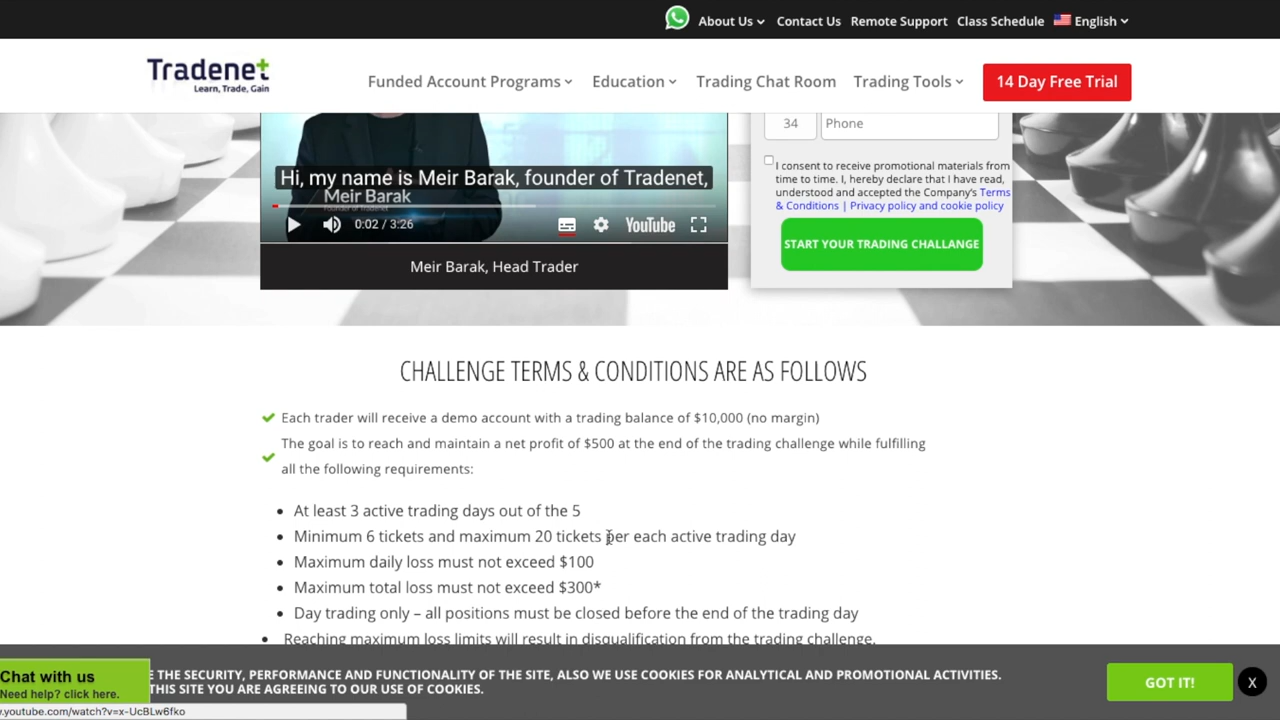 About Us
Contact Us
Remote Support
Class Schedule
English
Tradenet
Learn, Trade, Gain
Funded Account Programs
Education
Trading Chat Room
Trading Tools
14 Day Free Trial
Hi, my name is Meir Barak, founder of Tradenet,
Meir Barak
0:02 / 3:26
YouTube
Meir Barak, Head Trader
34
Phone
I consent to receive promotional materials from
time to time. I, hereby declare that I have read,
understood and accepted the Company's Terms
& Conditions | Privacy policy and cookie policy
START YOUR TRADING CHALLANGE
CHALLENGE TERMS & CONDITIONS ARE AS FOLLOWS
Each trader will receive a demo account with a trading balance of $10,000 (no margin)
The goal is to reach and maintain a net profit of $500 at the end of the trading challenge while fulfilling
all the following requirements:
At least 3 active trading days out of the 5
Minimum 6 tickets and maximum 20 tickets per each active trading day
Maximum daily loss must not exceed $100
Maximum total loss must not exceed $300*
Day trading only – all positions must be closed before the end of the trading day
Reaching maximum loss limits will result in disqualification from the trading challenge.
THE SECURITY, PERFORMANCE AND FUNCTIONALITY OF THE SITE, ALSO WE USE COOKIES FOR ANALYTICAL AND PROMOTIONAL ACTIVITIES.
THIS SITE YOU ARE AGREEING TO OUR USE OF COOKIES.
GOT IT!
X
Chat with us
Need help? click here.
.youtube.com/watch?v=x-UcBLw6fko